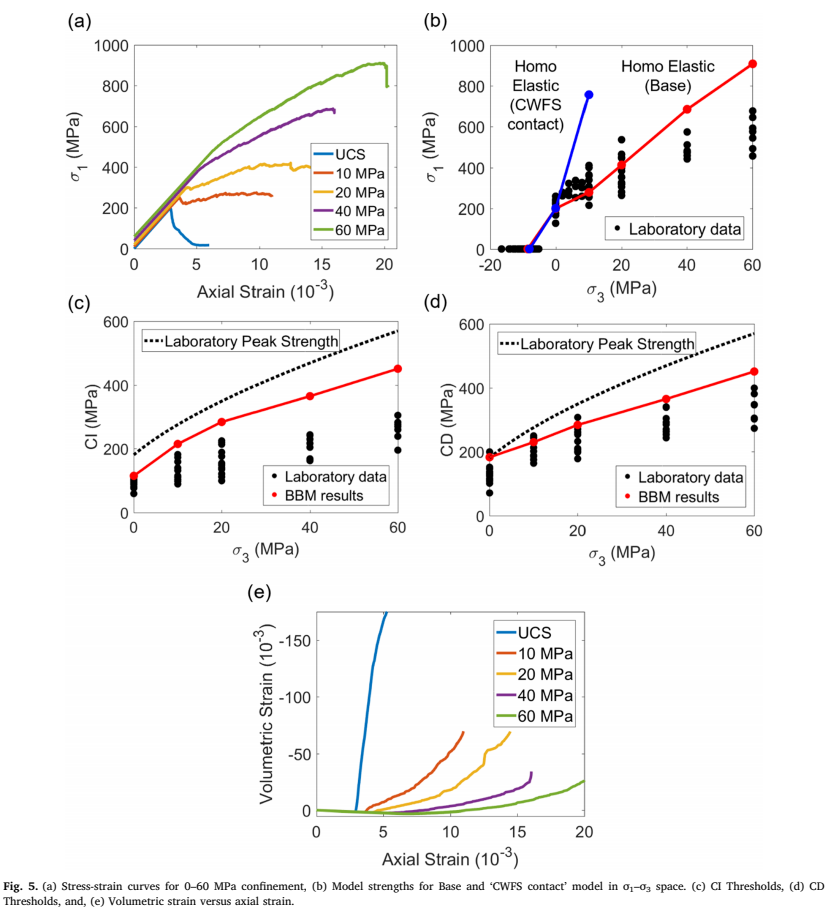 (a)
1000
800
600
400
200
0
σ1 (MPa)
0 5 10 15 20
Axial Strain (10-3)
UCS
10 MPa
20 MPa
40 MPa
60 MPa
(b)
1000
800
600
400
200
0
σ1 (MPa)
Homo
Elastic
(CWFS
contact)
Homo Elastic
(Base)
Laboratory data
-20 0 20 40 60
σ3 (MPa)
(c)
600
400
200
0
CI (MPa)
Laboratory Peak Strength
Laboratory data
BBM results
0 20 40 60
σ3 (MPa)
(d)
600
400
200
0
CD (MPa)
Laboratory Peak Strength
Laboratory data
BBM results
0 20 40 60
σ3 (MPa)
(e)
-150
-100
-50
0
Volumetric Strain (10-3)
UCS
10 MPa
20 MPa
40 MPa
60 MPa
0 5 10 15 20
Axial Strain (10-3)
Fig. 5. (a) Stress-strain curves for 0–60 MPa confinement, (b) Model strengths for Base and ‘CWFS contact’ model in σ1–σ3 space. (c) CI Thresholds, (d) CD
Thresholds, and, (e) Volumetric strain versus axial strain.